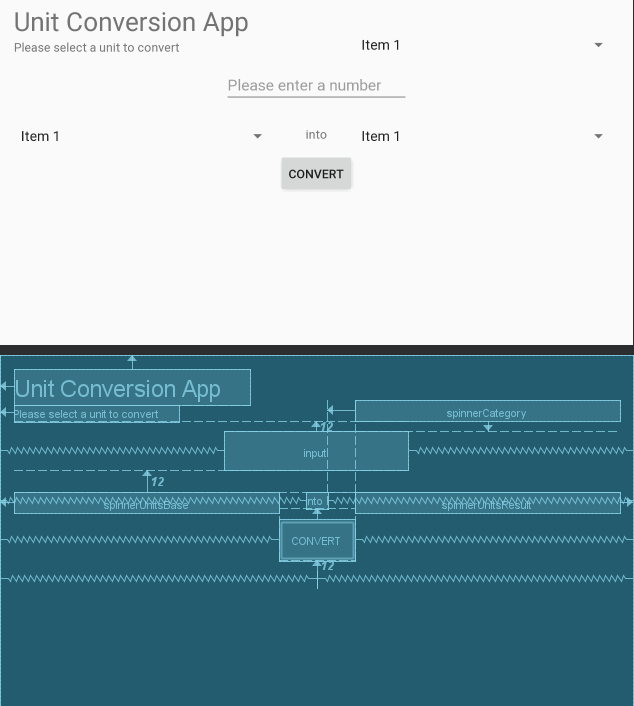 Unit Conversion App
Please select a unit to convert
Item 1
Please enter a number
Item 1
into
Item 1
CONVERT
Unit Conversion App
Please select a unit to convert
spinnerCategory
12
input
12
spinnerUnitsBase
into
spinnerUnitsResult
CONVERT
12